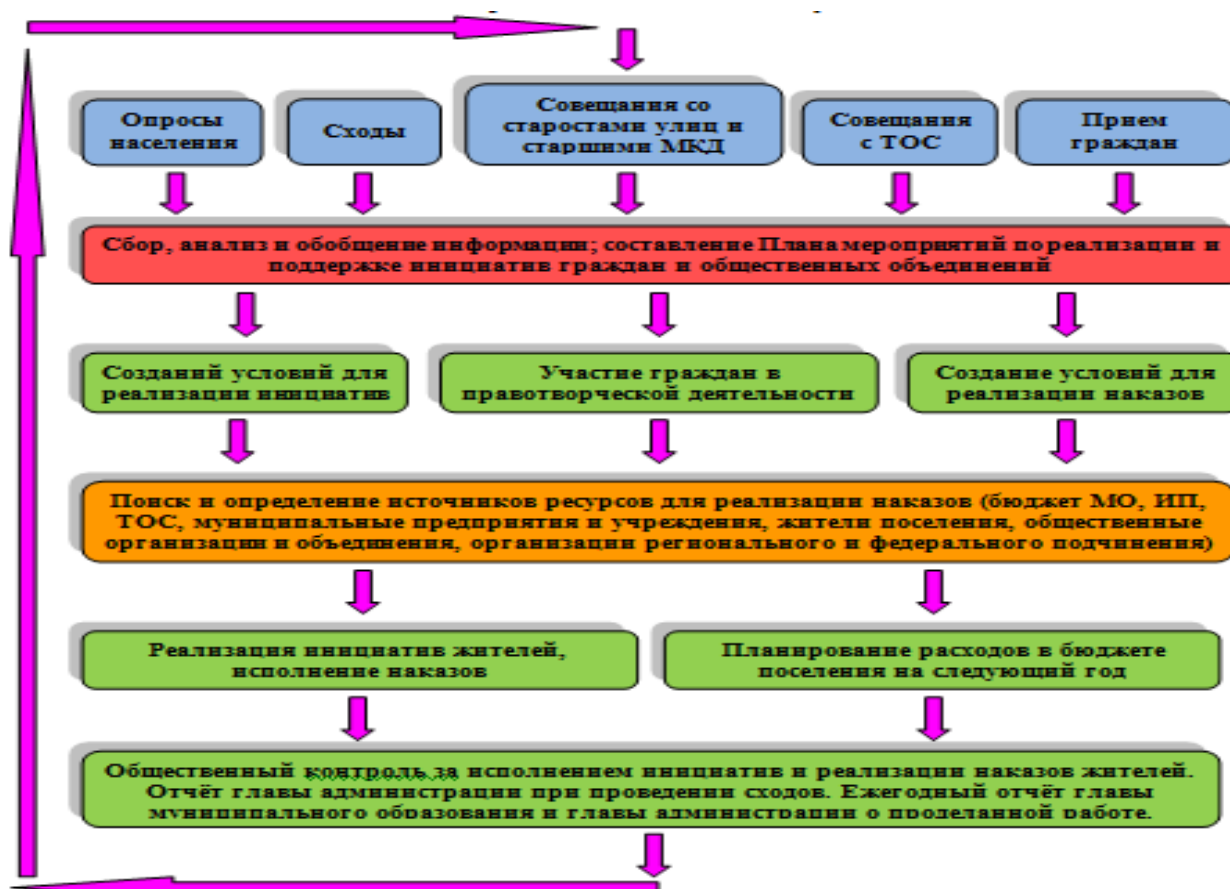 Опросы
населения
Сходы
Совещания со
старостами улиц и
старшими МКД
Совещания
с ТОС
Прием
граждан
Сбор, анализ и обобщение информации; составление Плана мероприятий по реализации и
поддержке инициатив граждан и общественных объединений
Созданий условий для
реализации инициатив
Участие граждан в
правотворческой деятельности
Создание условий для
реализации наказов
Поиск и определение источников ресурсов для реализации наказов (бюджет МО, ИП,
ТОС, муниципальные предприятия и учреждения, жители поселения, общественные
организации и объединения, организации регионального и федерального подчинения)
Реализация инициатив жителей,
исполнение наказов
Планирование расходов в бюджете
поселения на следующий год
Общественный контроль за исполнением инициатив и реализации наказов жителей.
Отчёт главы администрации при проведении сходов. Ежегодный отчёт главы
муниципального образования и главы администрации о проделанной работе.